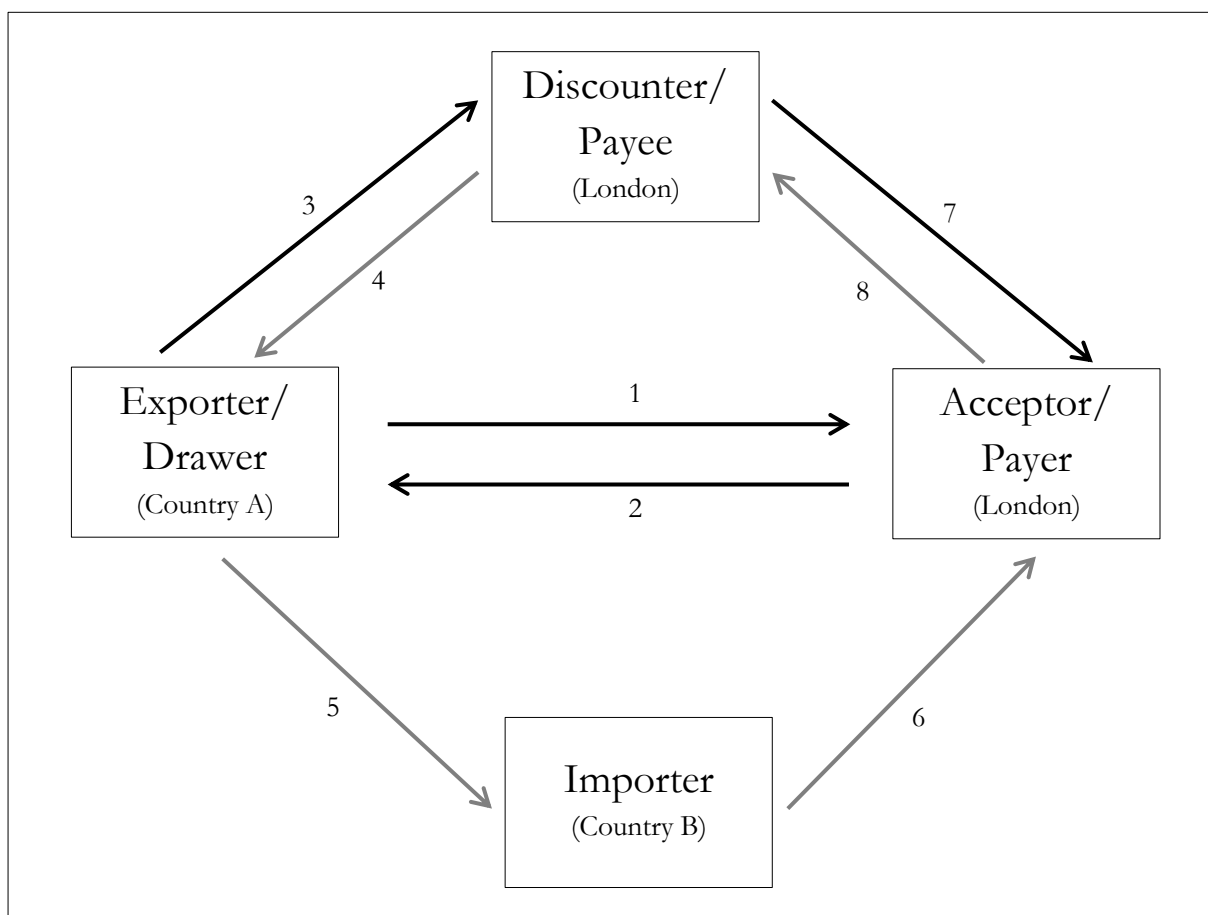 Discounter/
Payee
(London)
3
7
4
8
Exporter/
Drawer
(Country A)
1
2
Acceptor/
Payer
(London)
5
6
Importer
(Country B)